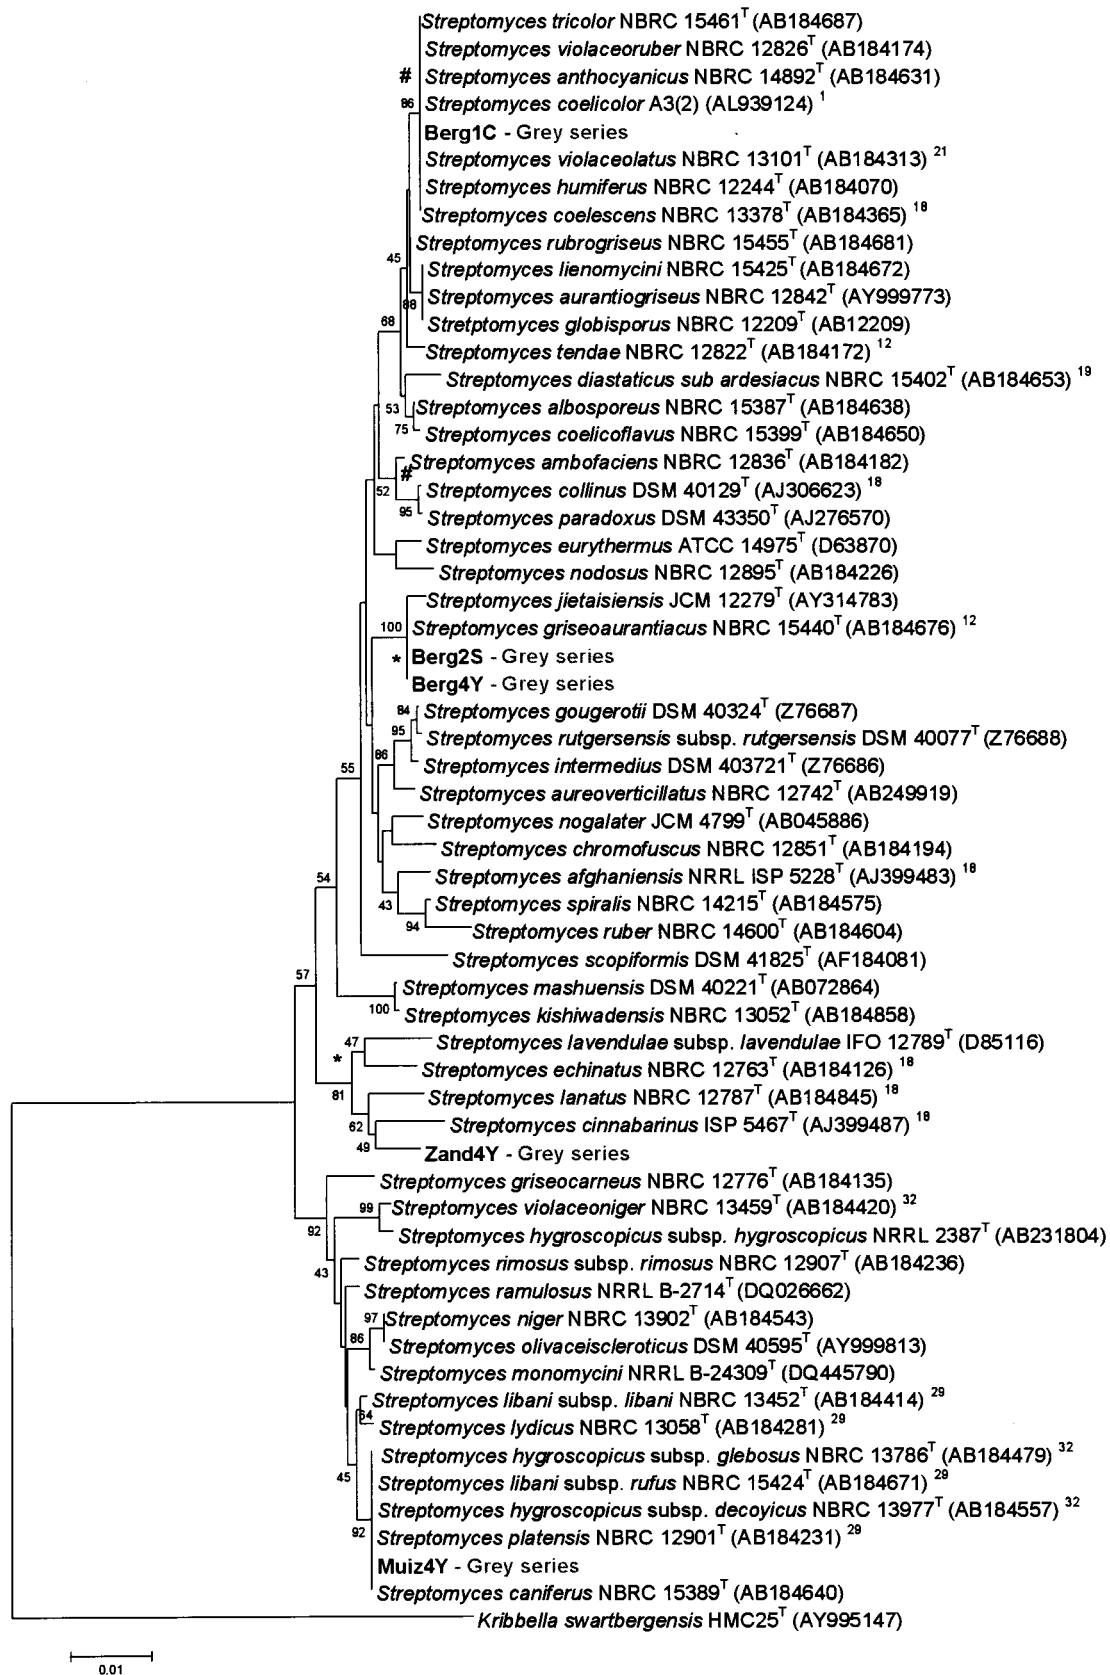 Streptomyces tricolor NBRC 15461T (AB184687)
Streptomyces violaceoruber NBRC 12826T (AB184174)
# Streptomyces anthocyanicus NBRC 14892T (AB184631)
86 Streptomyces coelicolor A3(2) (AL939124) 1
Berg1C - Grey series
Streptomyces violaceolatus NBRC 13101T (AB184313) 21
Streptomyces humiferus NBRC 12244T (AB184070)
Streptomyces coelescens NBRC 13378T (AB184365) 18
Streptomyces rubrogriseus NBRC 15455T (AB184681)
45 Streptomyces lienomycini NBRC 15425T (AB184672)
88 Streptomyces aurantiogriseus NBRC 12842T (AY999773)
68 Stretptomyces globisporus NBRC 12209T (AB12209)
Streptomyces tendae NBRC 12822T (AB184172) 12
Streptomyces diastaticus sub ardesiacus NBRC 15402T (AB184653) 19
53 Streptomyces albosporeus NBRC 15387T (AB184638)
75 Streptomyces coelicoflavus NBRC 15399T (AB184650)
# Streptomyces ambofaciens NBRC 12836T (AB184182)
52 Streptomyces collinus DSM 40129T (AJ306623) 18
95 Streptomyces paradoxus DSM 43350T (AJ276570)
Streptomyces eurythermus ATCC 14975T (D63870)
Streptomyces nodosus NBRC 12895T (AB184226)
Streptomyces jietaisiensis JCM 12279T (AY314783)
100 Streptomyces griseoaurantiacus NBRC 15440T (AB184676) 12
* Berg2S - Grey series
Berg4Y - Grey series
84 Streptomyces gougerotii DSM 40324T (Z76687)
95 Streptomyces rutgersensis subsp. rutgersensis DSM 40077T (Z76688)
55 86 Streptomyces intermedius DSM 403721T (Z76686)
Streptomyces aureoverticillatus NBRC 12742T (AB249919)
Streptomyces nogalater JCM 4799T (AB045886)
Streptomyces chromofuscus NBRC 12851T (AB184194)
54 Streptomyces afghaniensis NRRL ISP 5228T (AJ399483) 18
43 Streptomyces spiralis NBRC 14215T (AB184575)
94 Streptomyces ruber NBRC 14600T (AB184604)
Streptomyces scopiformis DSM 41825T (AF184081)
57 Streptomyces mashuensis DSM 40221T (AB072864)
100 Streptomyces kishiwadensis NBRC 13052T (AB184858)
47 Streptomyces lavendulae subsp. lavendulae IFO 12789T (D85116)
* Streptomyces echinatus NBRC 12763T (AB184126) 18
81 Streptomyces lanatus NBRC 12787T (AB184845) 18
62 Streptomyces cinnabarinus ISP 5467T (AJ399487) 18
49 Zand4Y - Grey series
Streptomyces griseocarneus NBRC 12776T (AB184135)
99 Streptomyces violaceoniger NBRC 13459T (AB184420) 32
92 Streptomyces hygroscopicus subsp. hygroscopicus NRRL 2387T (AB231804)
43 Streptomyces rimosus subsp. rimosus NBRC 12907T (AB184236)
Streptomyces ramulosus NRRL B-2714T (DQ026662)
97 Streptomyces niger NBRC 13902T (AB184543)
86 Streptomyces olivaceiscleroticus DSM 40595T (AY999813)
Streptomyces monomycini NRRL B-24309T (DQ445790)
Streptomyces libani subsp. libani NBRC 13452T (AB184414) 29
64 Streptomyces lydicus NBRC 13058T (AB184281) 29
Streptomyces hygroscopicus subsp. glebosus NBRC 13786T (AB184479) 32
45 Streptomyces libani subsp. rufus NBRC 15424T (AB184671) 29
Streptomyces hygroscopicus subsp. decoyicus NBRC 13977T (AB184557) 32
92 Streptomyces platensis NBRC 12901T (AB184231) 29
Muiz4Y - Grey series
Streptomyces caniferus NBRC 15389T (AB184640)
Kribbella swartbergensis HMC25T (AY995147)
0.01